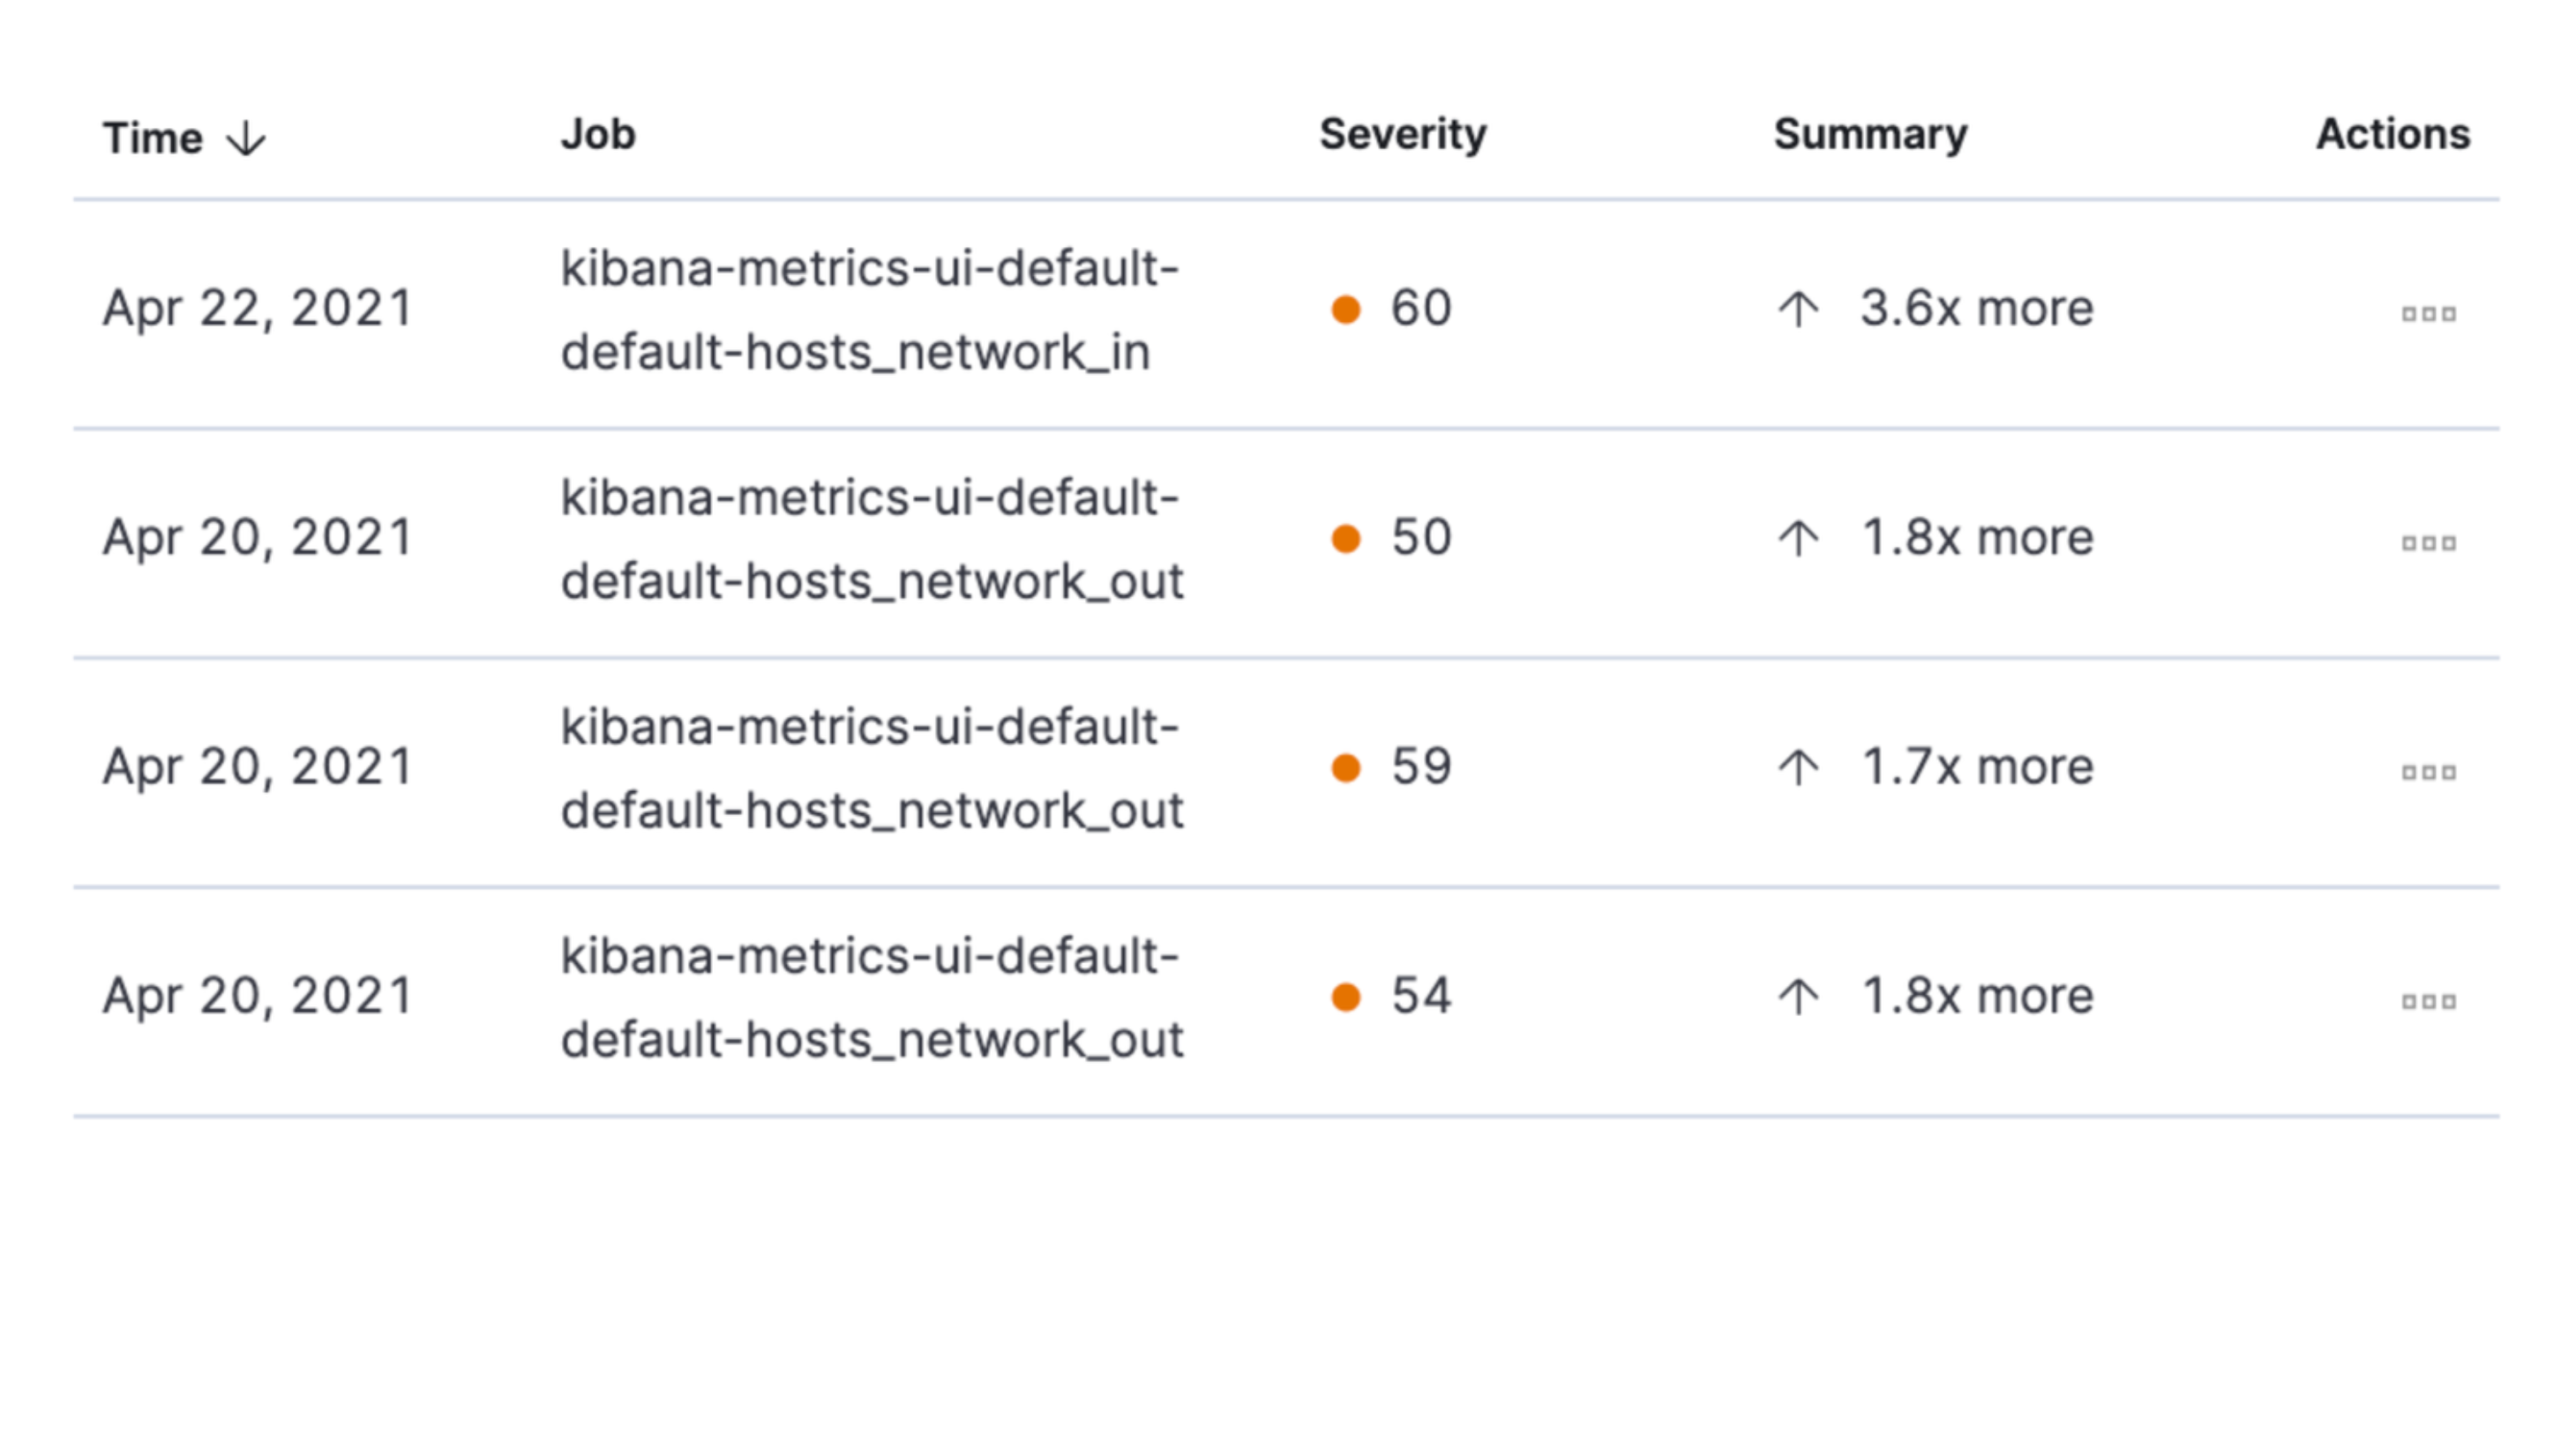 Time ↓ Job Severity Summary Actions
kibana-metrics-ui-default-
Apr 22, 2021 60 ↑ 3.6x more
default-hosts_network_in
kibana-metrics-ui-default-
Apr 20, 2021 50 ↑ 1.8x more
default-hosts_network_out
kibana-metrics-ui-default-
Apr 20, 2021 59 ↑ 1.7x more
default-hosts_network_out
kibana-metrics-ui-default-
Apr 20, 2021 54 ↑ 1.8x more
default-hosts_network_out